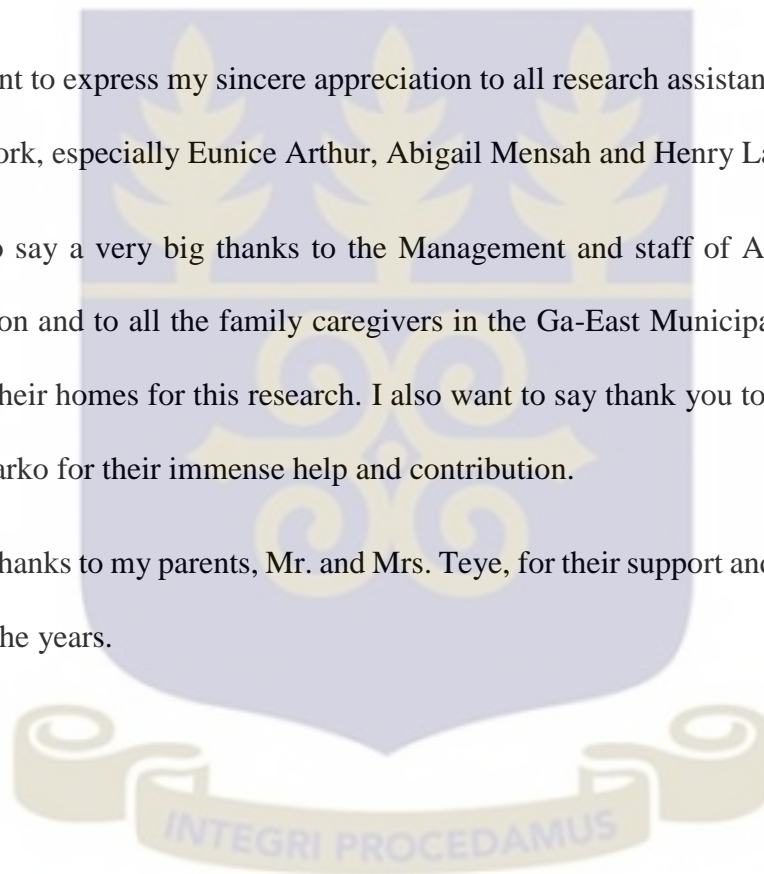 nt to express my sincere appreciation to all research assistan
ork, especially Eunice Arthur, Abigail Mensah and Henry La
o say a very big thanks to the Management and staff of A
on and to all the family caregivers in the Ga-East Municipa
heir homes for this research. I also want to say thank you to
arko for their immense help and contribution.
hanks to my parents, Mr. and Mrs. Teye, for their support and
he years.
INTEGRI PROCEDAMUS